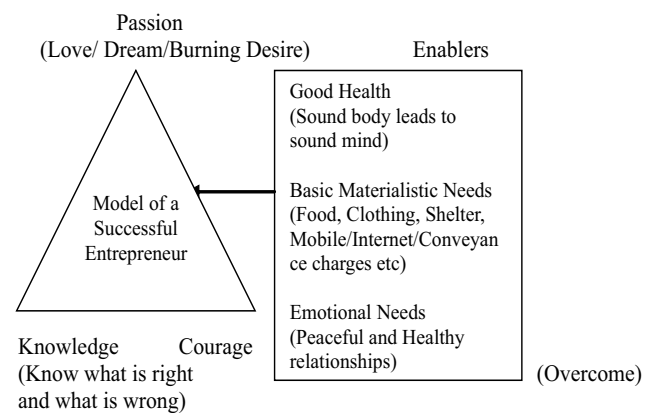 Passion
(Love/ Dream/Burning Desire)
Enablers
Good Health
(Sound body leads to
sound mind)
Basic Materialistic Needs
(Food, Clothing, Shelter,
Mobile/Internet/Conveyan
ce charges etc)
Emotional Needs
(Peaceful and Healthy
relationships)
Model of a
Successful
Entrepreneur
Knowledge Courage
(Know what is right
and what is wrong)
(Overcome)